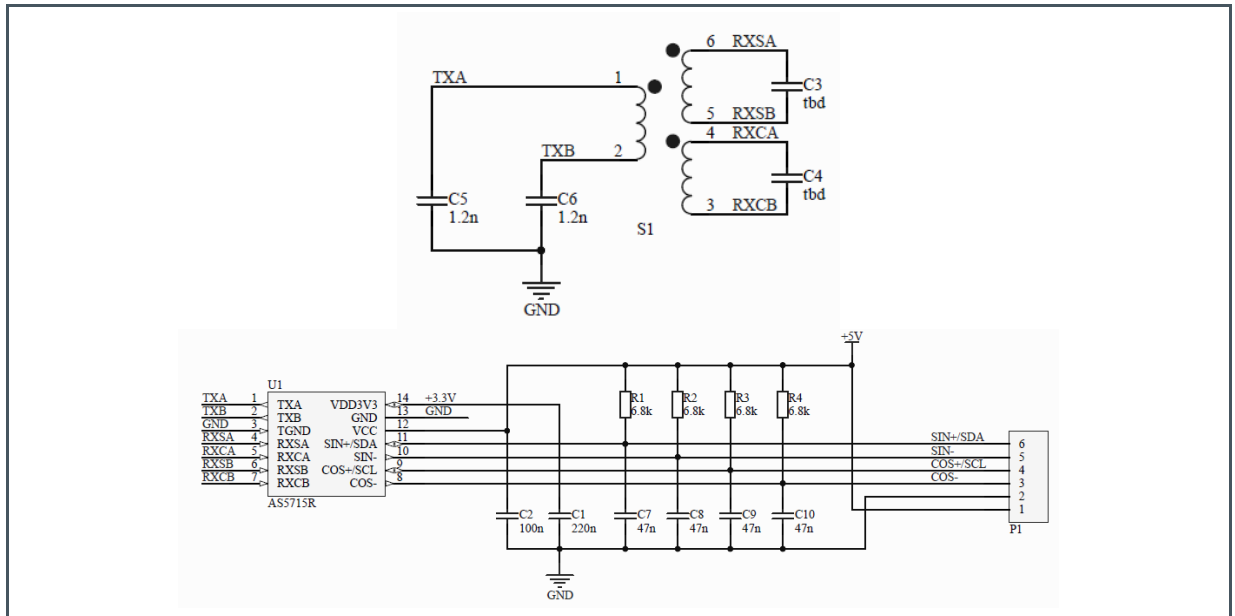 6 RXSA
TXA 1
C3
tbd
5 RXSB
4 RXCA
TXB 2
C4
tbd
C5
1.2n
C6
1.2n
3 RXCB
S1
GND
+5V
U1
TXA 1 TXA VDD3V3 14 +3.3V
TXB 2 TXB GND 13 GND
GND 3 TGND VCC 12
RXSA 4 RXSA SIN+/SDA 11 SIN+/SDA 6
RXCA 5 RXCA SIN- 10 SIN- 5
RXSB 6 RXSB COS+/SCL 9 COS+/SCL 4
RXCB 7 RXCB COS- 8 COS- 3
2
1
AS5715R
P1
R1
6.8k
R2
6.8k
R3
6.8k
R4
6.8k
C2
100n
C1
220n
C7
47n
C8
47n
C9
47n
C10
47n
GND